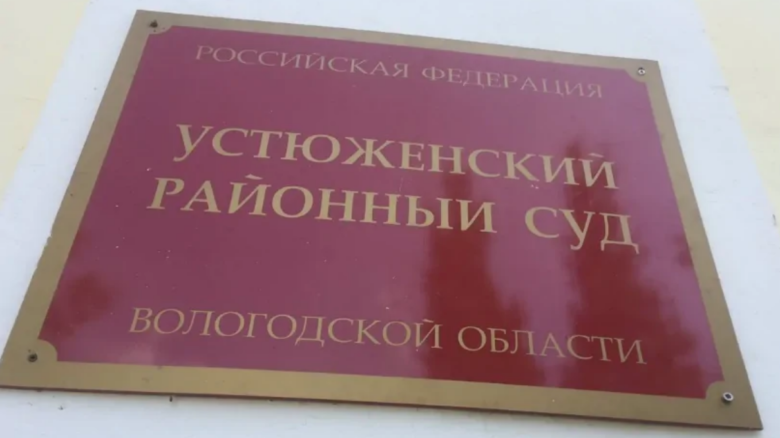 РОССИЙСКАЯ ФЕДЕРАЦИЯ
УСТЮЖЕНСКИЙ
РАЙОННЫЙ СУД
ВОЛОГОДСКОЙ ОБЛАСТИ